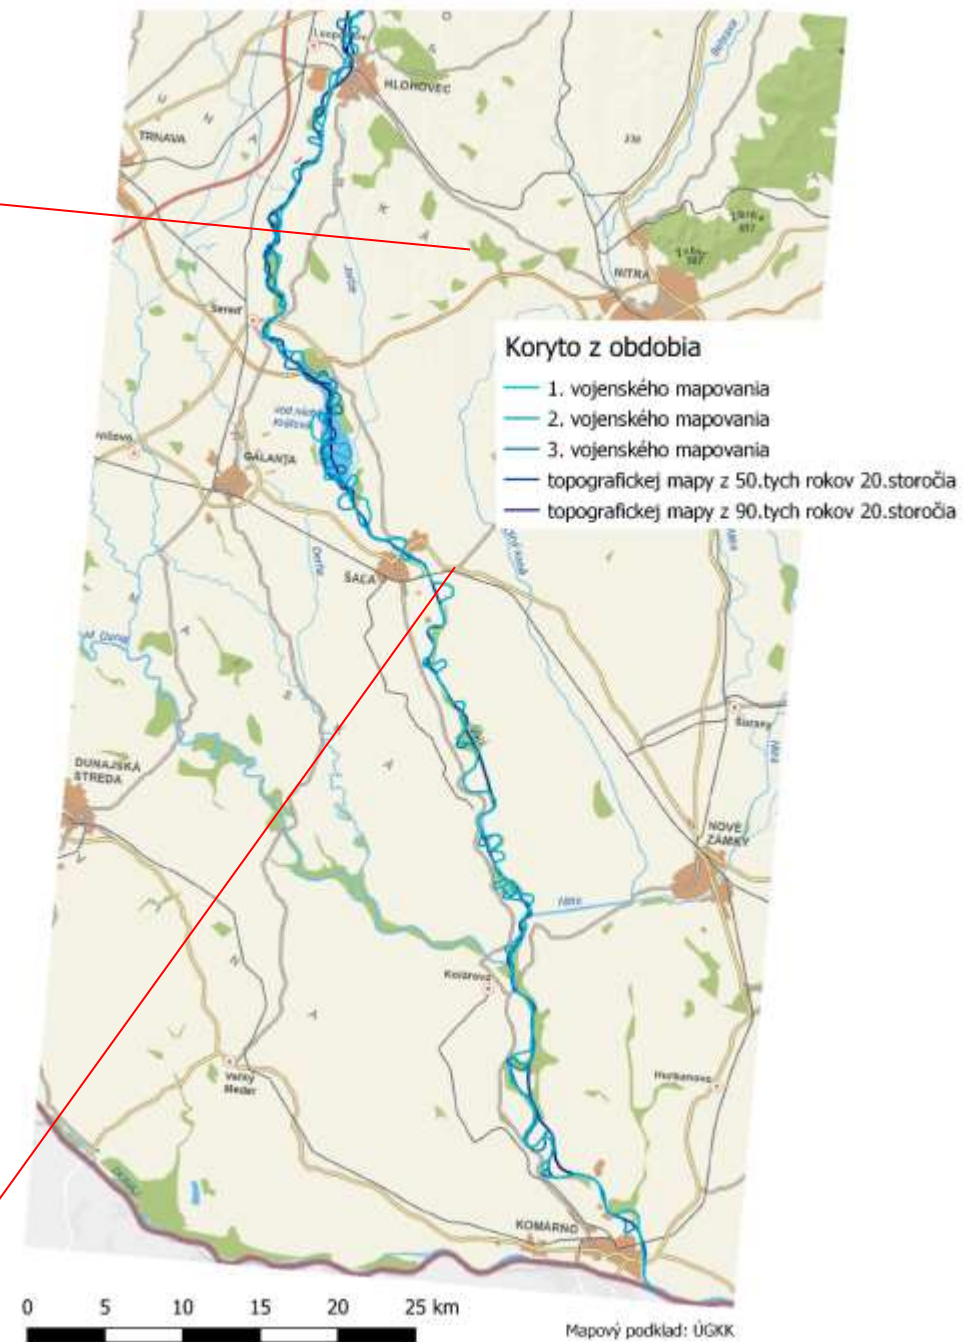 HLOHOVEC
TRNAVA
NITRA
Sereď
Koryto z obdobia
1. vojenského mapovania
2. vojenského mapovania
3. vojenského mapovania
topografickej mapy z 50.tych rokov 20.storočia
topografickej mapy z 90.tych rokov 20.storočia
GALANTA
ŠAĽA
Šurany
DUNAJSKÁ
STREDA
NOVÉ
ZÁMKY
Nitra
Kolárovo
Veľký
Meder
Hurbanovo
KOMÁRNO
0 5 10 15 20 25 km
Mapový podklad: ÚGKK